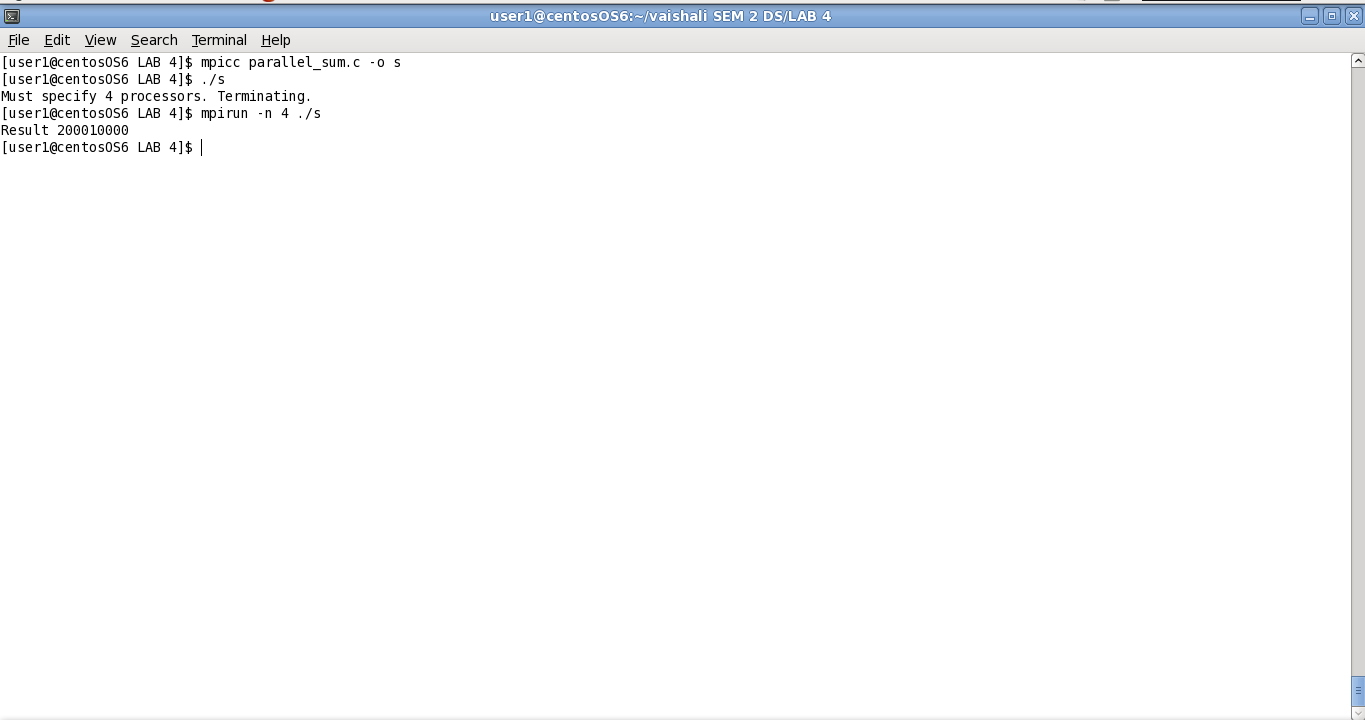 user1@centosOS6:~/vaishali SEM 2 DS/LAB 4
File Edit View Search Terminal Help
[user1@centosOS6 LAB 4]$ mpicc parallel_sum.c -o s
[user1@centosOS6 LAB 4]$ ./s
Must specify 4 processors. Terminating.
[user1@centosOS6 LAB 4]$ mpirun -n 4 ./s
Result 200010000
[user1@centosOS6 LAB 4]$